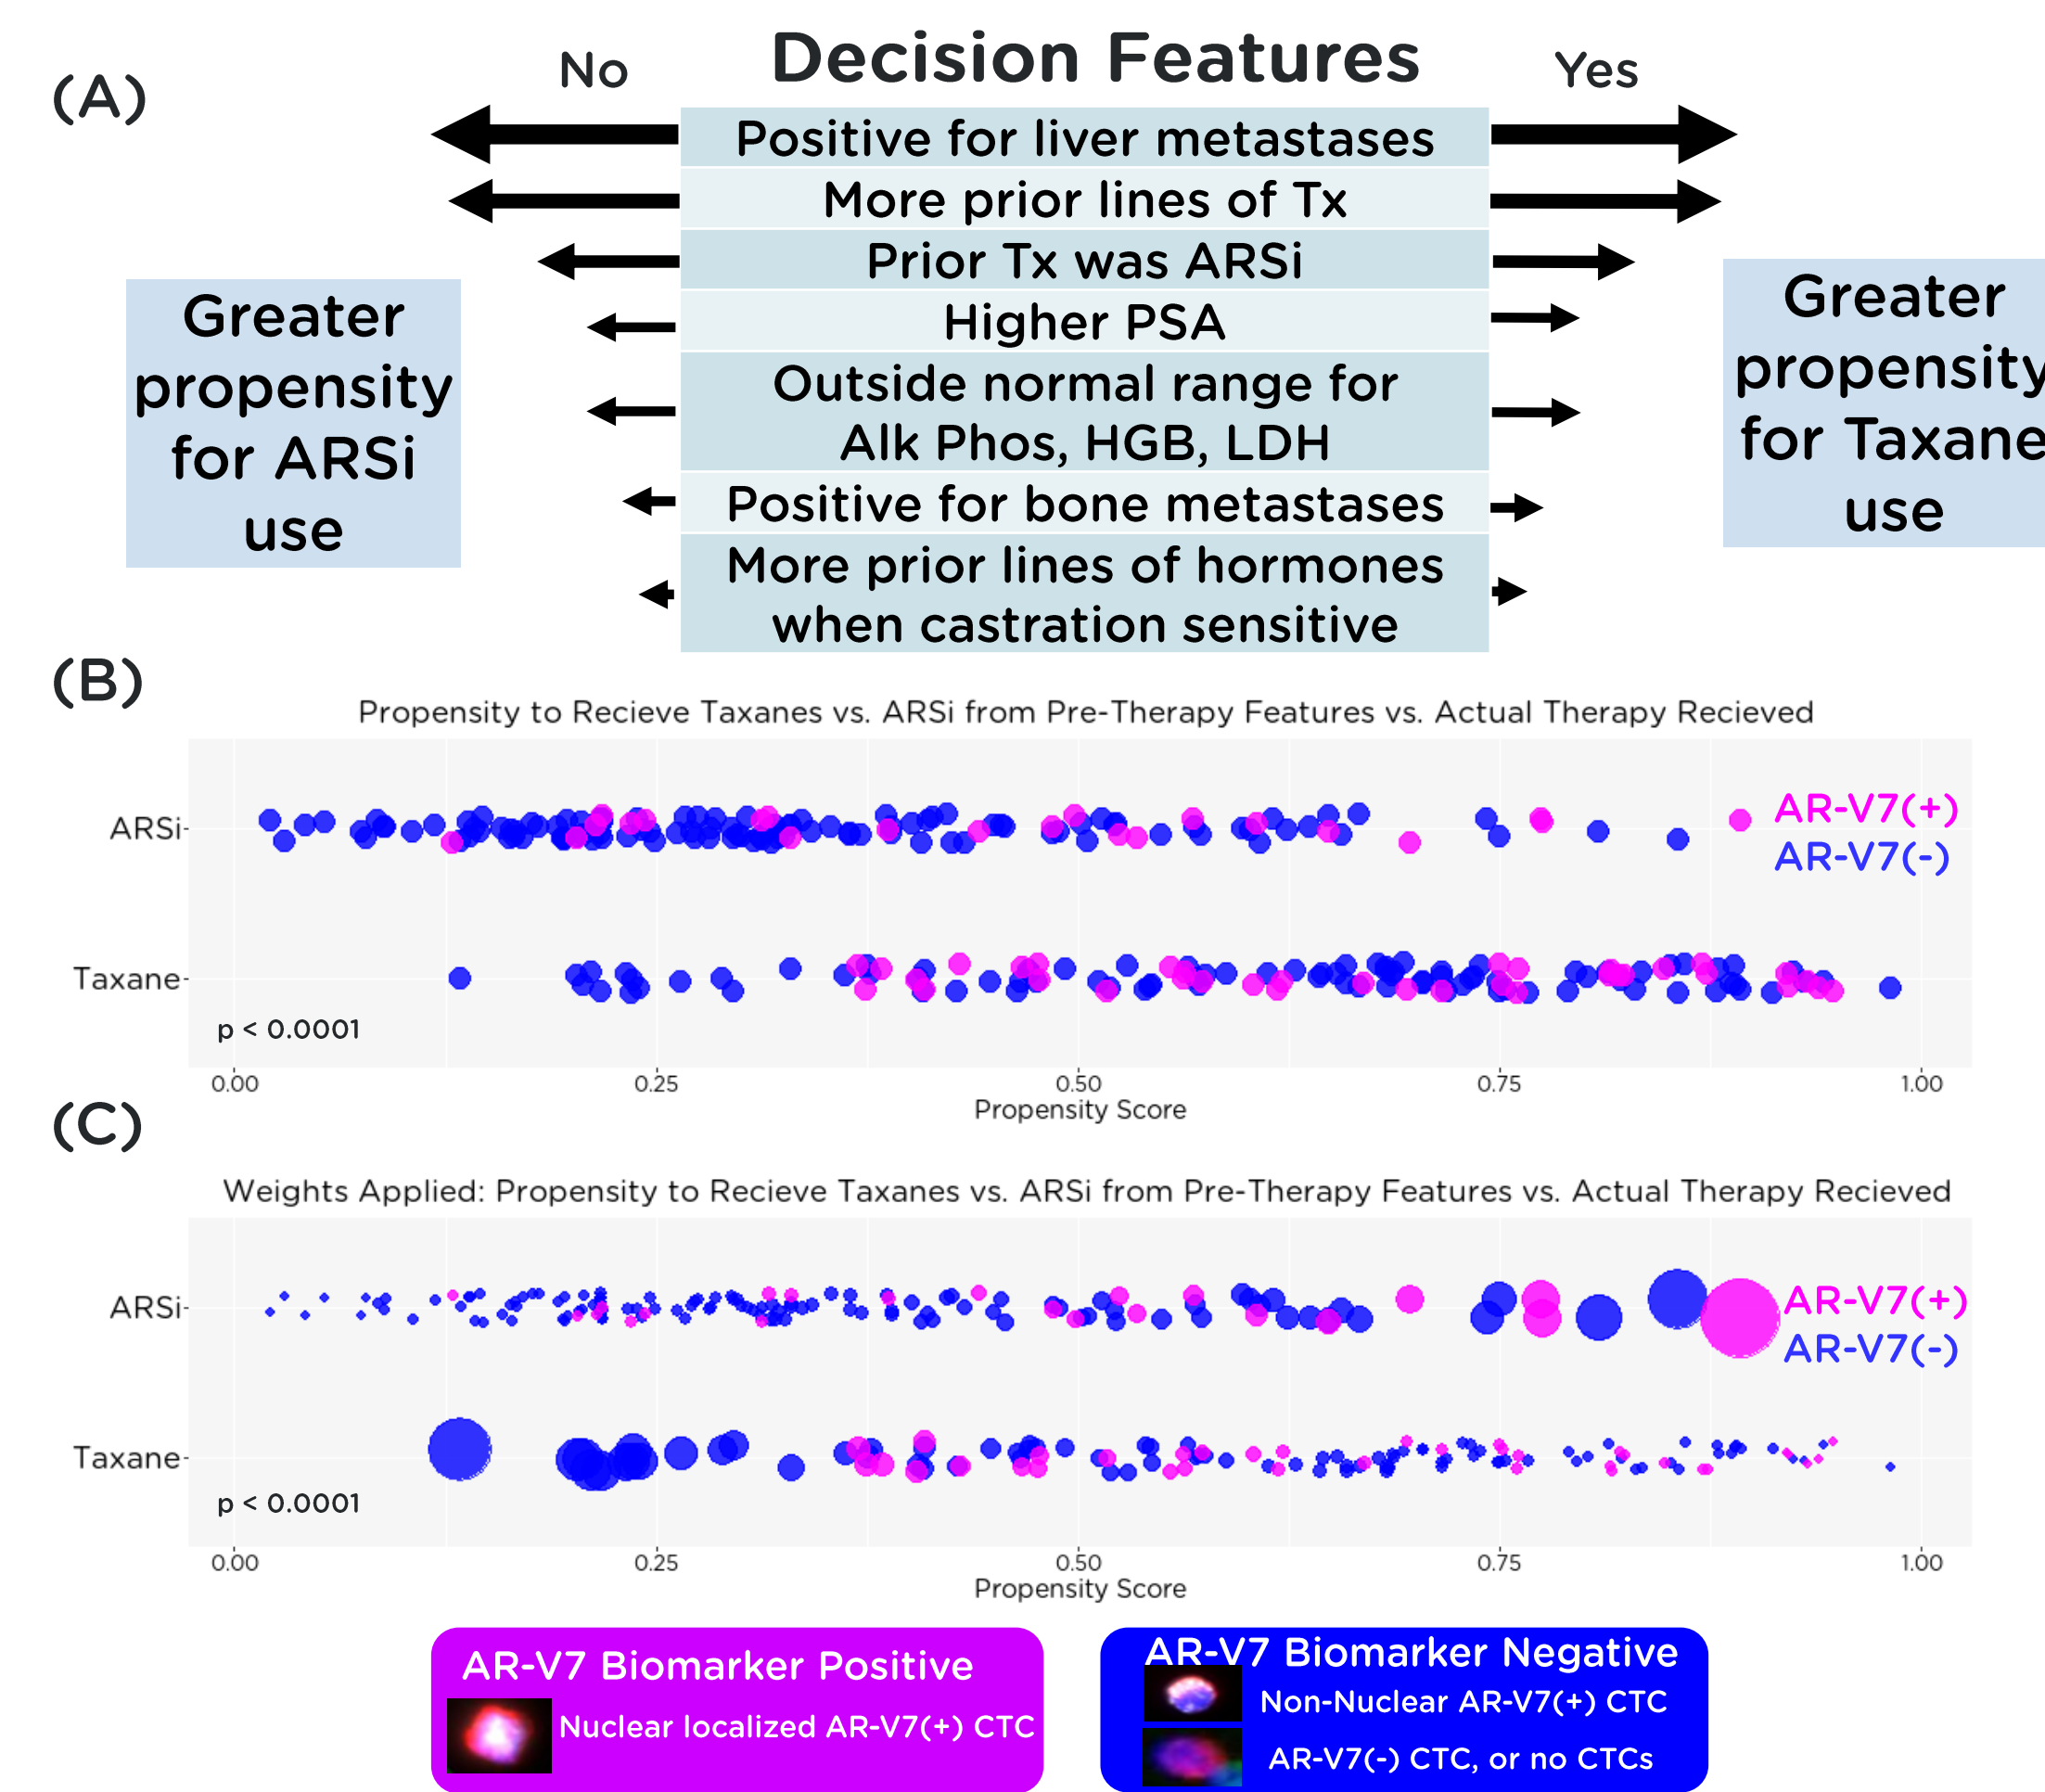 (A)
No
Decision Features
Yes
Positive for liver metastases
More prior lines of Tx
Prior Tx was ARSi
Higher PSA
Outside normal range for
Alk Phos, HGB, LDH
Positive for bone metastases
More prior lines of hormones
when castration sensitive
Greater
propensity
for ARSi
use
Greater
propensity
for Taxane
use
(B)
Propensity to Recieve Taxanes vs. ARSi from Pre-Therapy Features vs. Actual Therapy Recieved
ARSi
AR-V7(+)
AR-V7(-)
Taxane
p < 0.0001
0.00 0.25 0.50 0.75 1.00
Propensity Score
(C)
Weights Applied: Propensity to Recieve Taxanes vs. ARSi from Pre-Therapy Features vs. Actual Therapy Recieved
ARSi
AR-V7(+)
AR-V7(-)
Taxane
p < 0.0001
0.00 0.25 0.50 0.75 1.00
Propensity Score
AR-V7 Biomarker Positive
Nuclear localized AR-V7(+) CTC
AR-V7 Biomarker Negative
Non-Nuclear AR-V7(+) CTC
AR-V7(-) CTC, or no CTCs